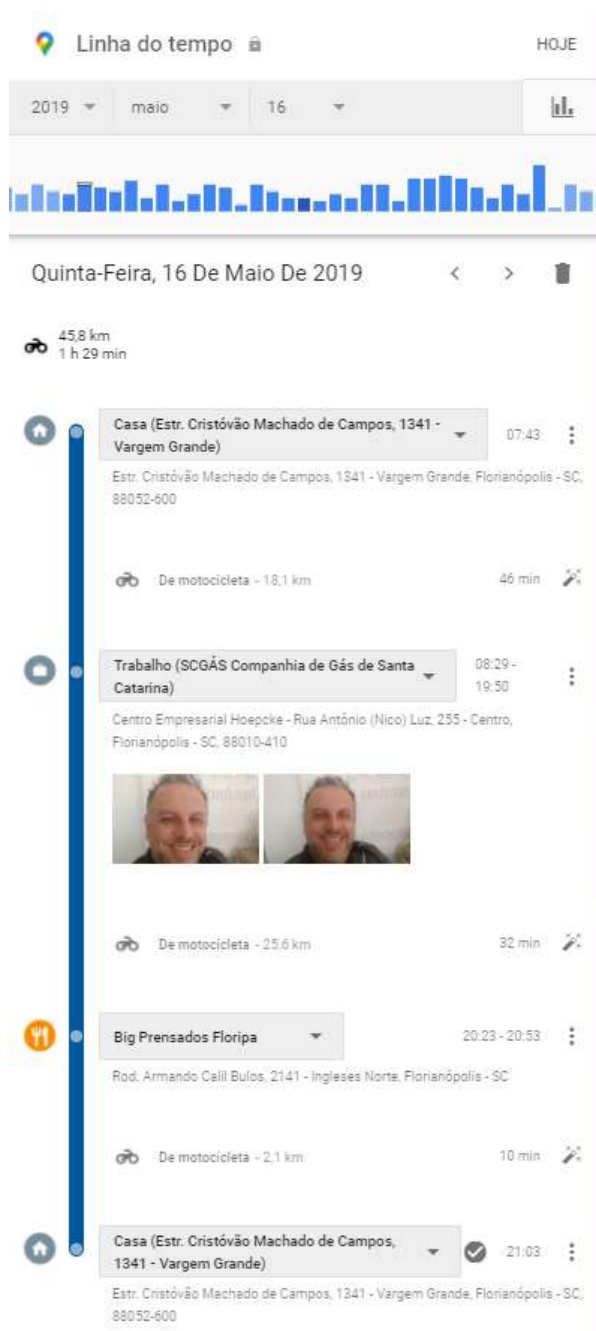 Linha do tempo
HOJE
2019 maio 16
Quinta-Feira, 16 De Maio De 2019
45,8 km
1 h 29 min
Casa (Estr. Cristóvão Machado de Campos, 1341 -
Vargem Grande)
07:43
Estr. Cristóvão Machado de Campos, 1341 - Vargem Grande, Florianópolis - SC,
88052-600
De motocicleta - 18,1 km
46 min
Trabalho (SCGÁS Companhia de Gás de Santa
Catarina)
08:29 -
19:50
Centro Empresarial Hoepcke - Rua Antônio (Nico) Luz, 255 - Centro,
Florianópolis - SC, 88010-410
De motocicleta - 25,6 km
32 min
Big Prensados Floripa
20:23 - 20:53
Rod. Armando Calil Bulos, 2141 - Ingleses Norte, Florianópolis - SC
De motocicleta - 2,1 km
10 min
Casa (Estr. Cristóvão Machado de Campos,
1341 - Vargem Grande)
21:03
Estr. Cristóvão Machado de Campos, 1341 - Vargem Grande, Florianópolis - SC,
88052-600